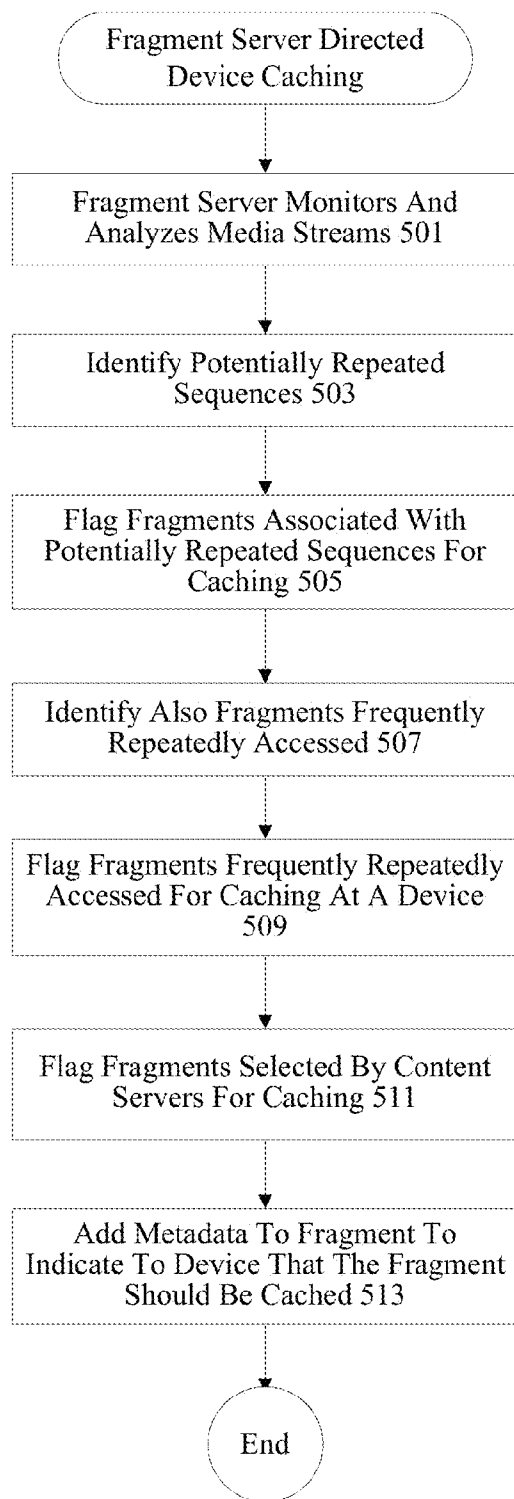 Fragment Server Directed
Device Caching
Fragment Server Monitors And
Analyzes Media Streams 501
Identify Potentially Repeated
Sequences 503
Flag Fragments Associated With
Potentially Repeated Sequences For
Caching 505
Identify Also Fragments Frequently
Repeatedly Accessed 507
Flag Fragments Frequently Repeatedly
Accessed For Caching At A Device
509
Flag Fragments Selected By Content
Servers For Caching 511
Add Metadata To Fragment To
Indicate To Device That The Fragment
Should Be Cached 513
End